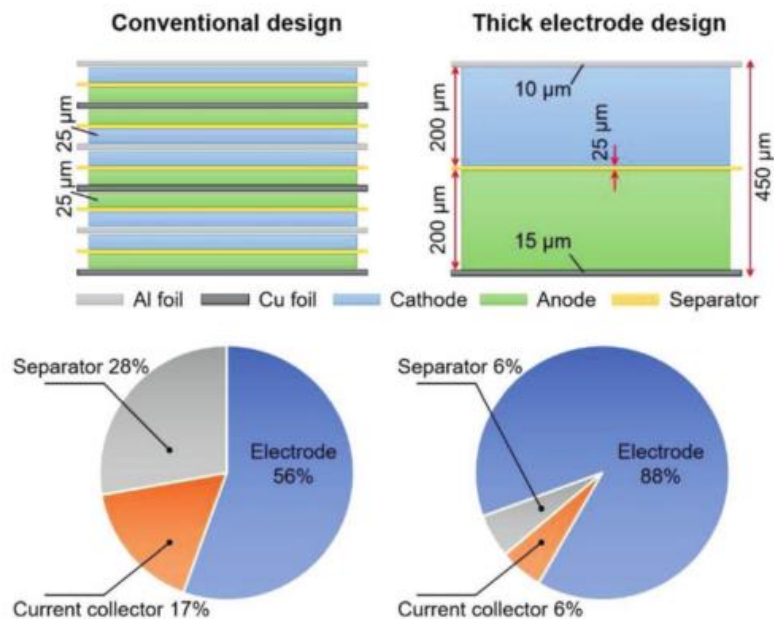 Conventional design
Thick electrode design
25 µm
25 µm
10 µm
200 µm
25 µm
450 µm
200 µm
15 µm
Al foil
Cu foil
Cathode
Anode
Separator
Separator 28%
Electrode
56%
Current collector 17%
Separator 6%
Electrode
88%
Current collector 6%